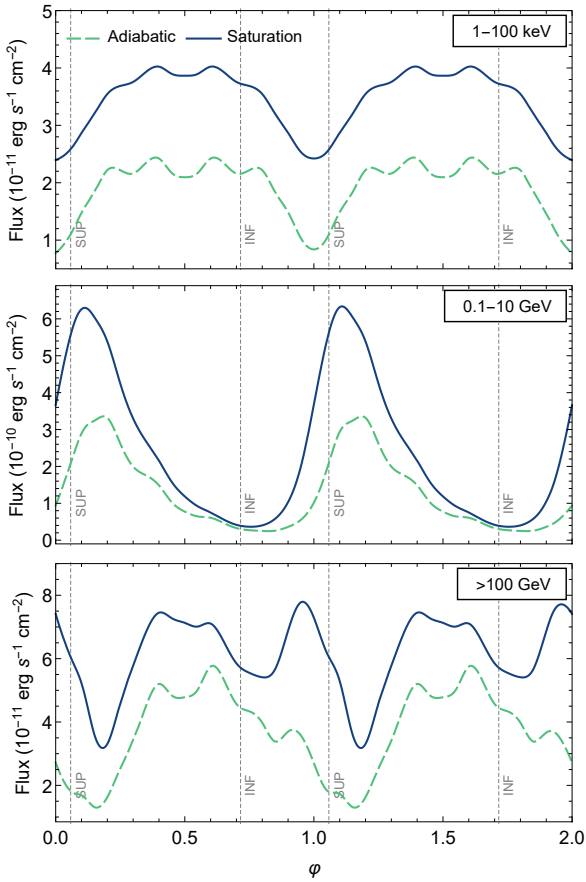 Adiabatic Saturation
1–100 keV
Flux (10⁻¹¹ erg s⁻¹ cm⁻²)
5
4
3
2
1
SUP
INF
SUP
INF
0.1–10 GeV
Flux (10⁻¹⁰ erg s⁻¹ cm⁻²)
6
5
4
3
2
1
0
SUP
INF
SUP
INF
>100 GeV
Flux (10⁻¹¹ erg s⁻¹ cm⁻²)
8
6
4
2
SUP
INF
SUP
INF
0.0 0.5 1.0 1.5 2.0
φ